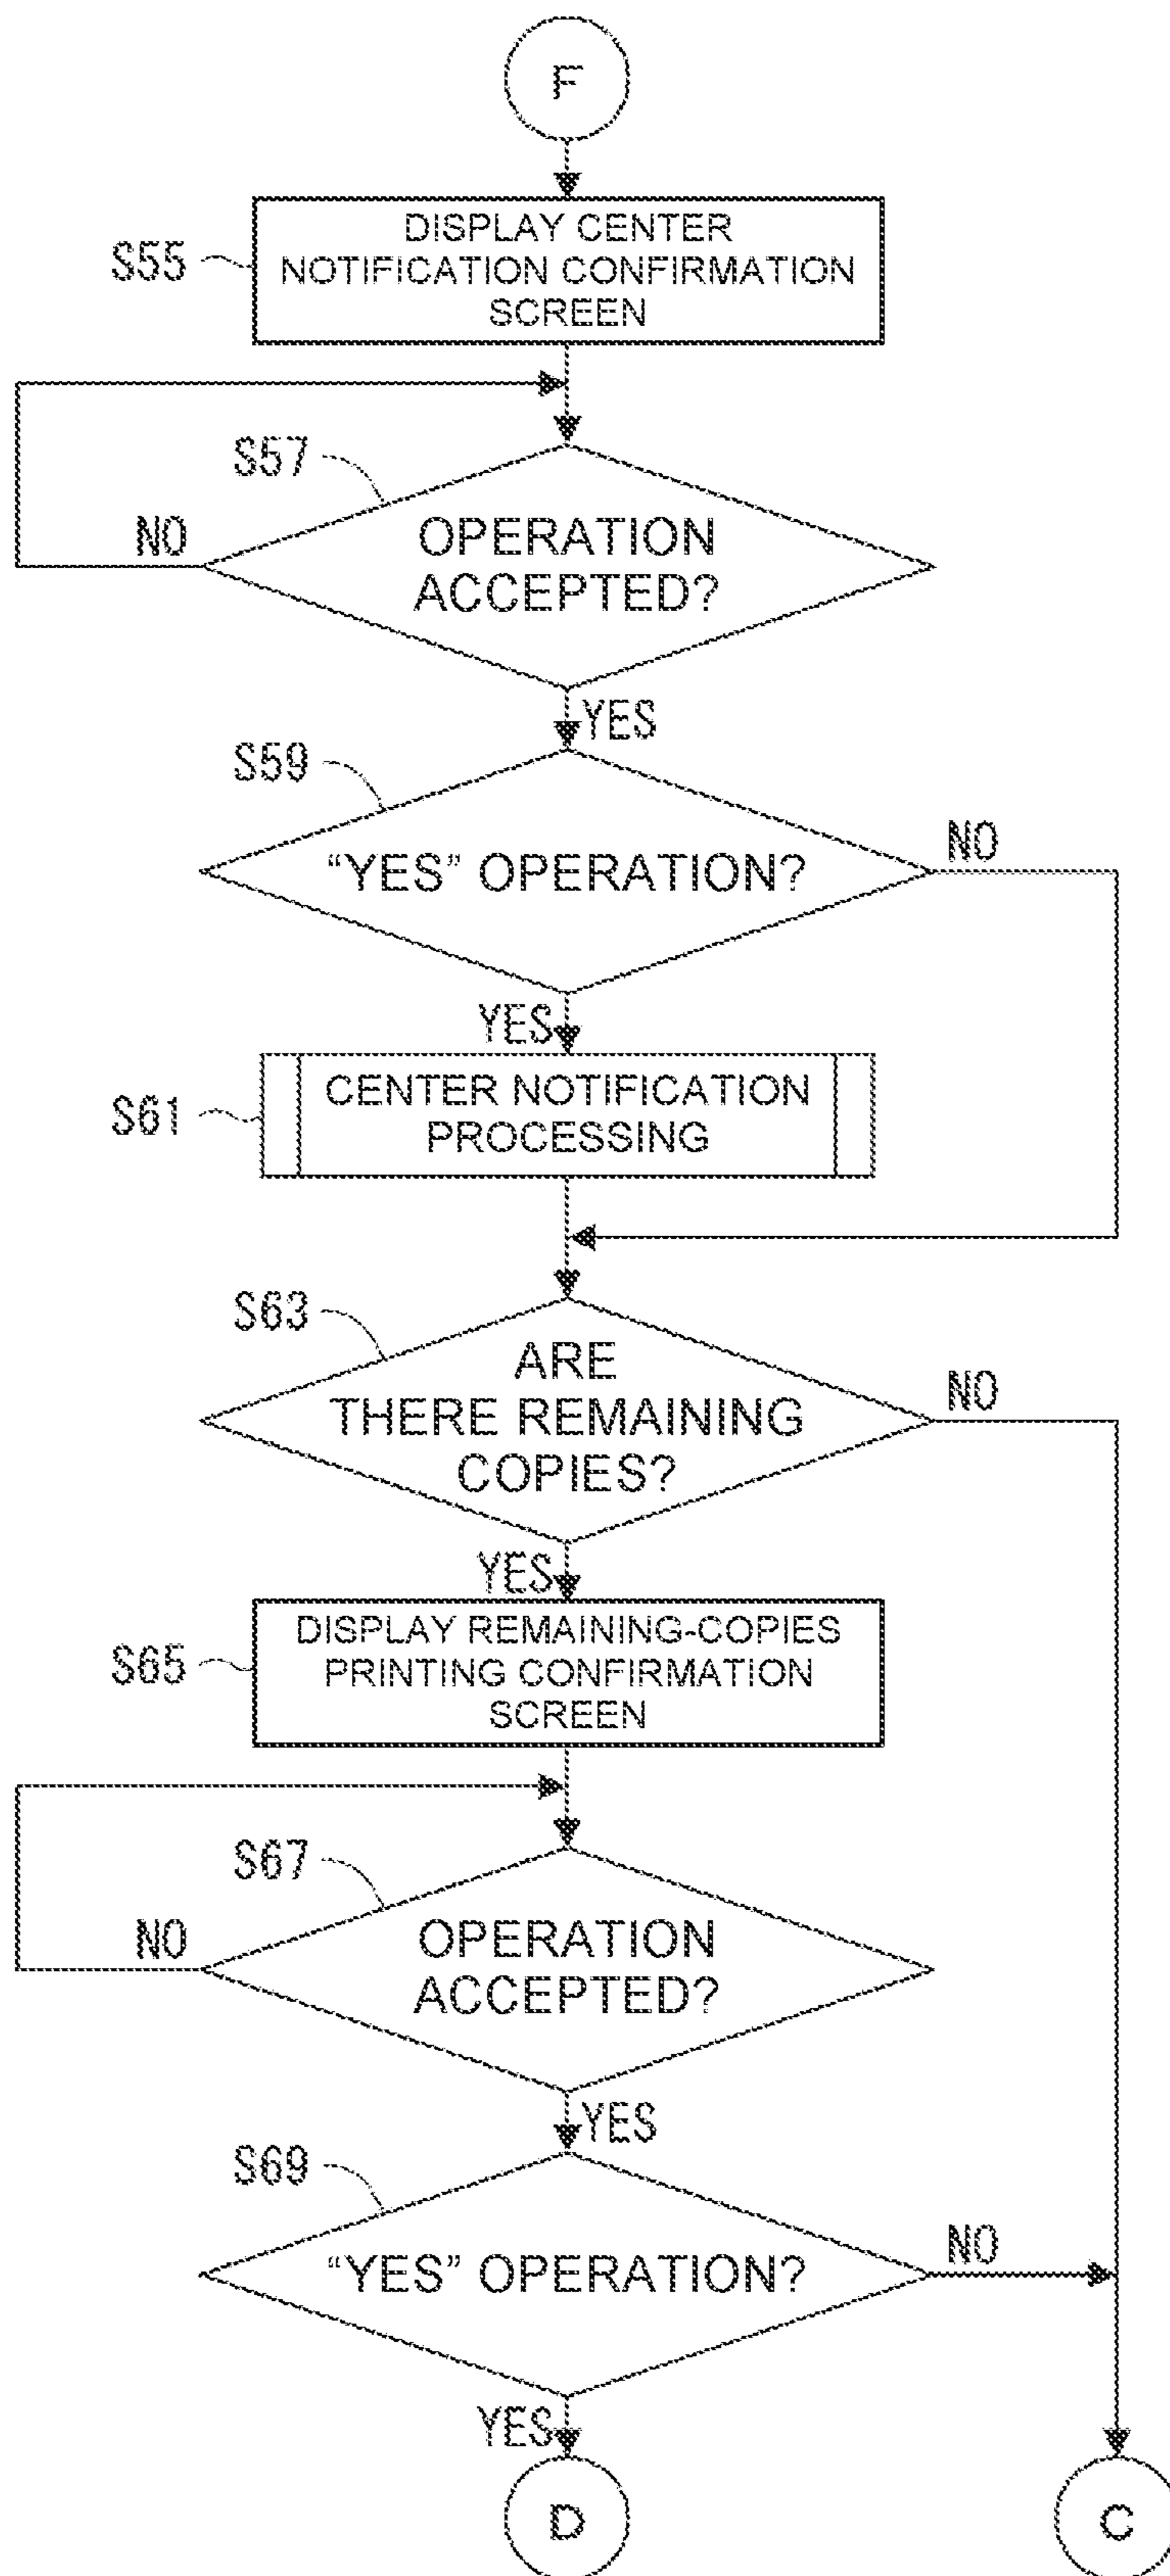 F
S55
DISPLAY CENTER
NOTIFICATION CONFIRMATION
SCREEN
S57
NO
OPERATION
ACCEPTED?
YES
S59
NO
“YES” OPERATION?
YES
S61
CENTER NOTIFICATION
PROCESSING
S63
NO
ARE
THERE REMAINING
COPIES?
YES
S65
DISPLAY REMAINING-COPIES
PRINTING CONFIRMATION
SCREEN
S67
NO
OPERATION
ACCEPTED?
YES
S69
NO
“YES” OPERATION?
YES
D
C